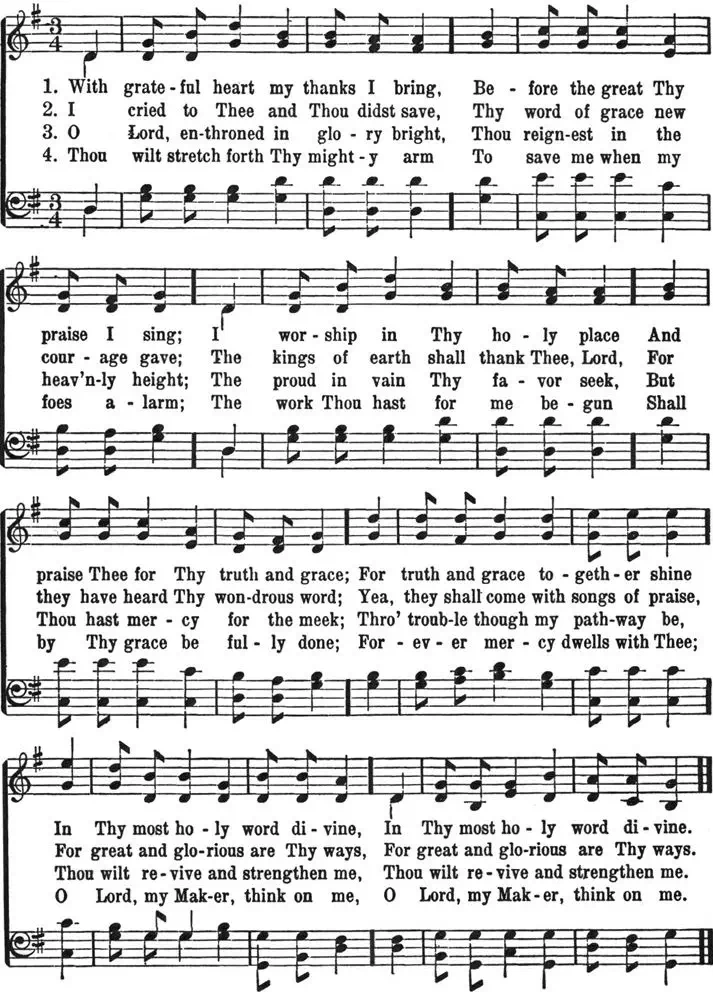 3 4
1. With grate-ful heart my thanks I bring, Be - fore the great Thy
2. I cried to Thee and Thou didst save, Thy word of grace new
3. O Lord, en-throned in glo - ry bright, Thou reign-est in the
4. Thou wilt stretch forth Thy might-y arm To save me when my
3 4
praise I sing; I wor - ship in Thy ho - ly place And
cour - age gave; The kings of earth shall thank Thee, Lord, For
heav'n-ly height; The proud in vain Thy fa - vor seek, But
foes a - larm; The work Thou hast for me be - gun Shall
praise Thee for Thy truth and grace; For truth and grace to - geth - er shine
they have heard Thy won-drous word; Yea, they shall come with songs of praise,
Thou hast mer - cy for the meek; Thro' troub-le though my path-way be,
by Thy grace be ful - ly done; For - ev - er mer - cy dwells with Thee;
In Thy most ho - ly word di - vine, In Thy most ho - ly word di - vine.
For great and glo-rious are Thy ways, For great and glo-rious are Thy ways.
Thou wilt re - vive and strengthen me, Thou wilt re - vive and strengthen me.
O Lord, my Mak-er, think on me, O Lord, my Mak-er, think on me.